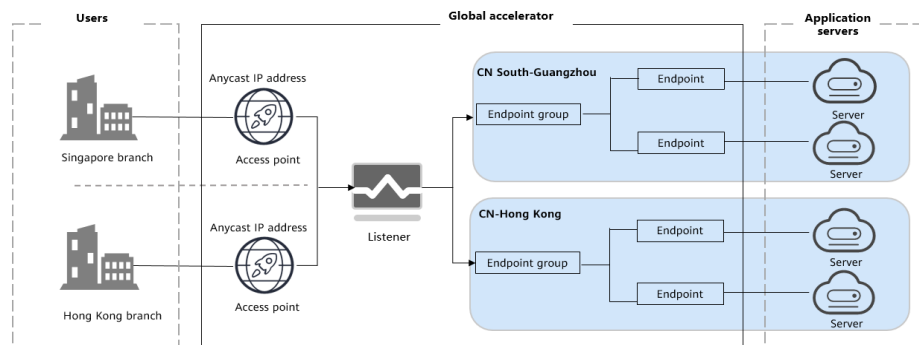 Users
Global accelerator
Application
servers
Anycast IP address
Access point
Singapore branch
Anycast IP address
Access point
Hong Kong branch
Listener
CN South-Guangzhou
Endpoint group
Endpoint
Endpoint
Server
Server
CN-Hong Kong
Endpoint group
Endpoint
Endpoint
Server
Server